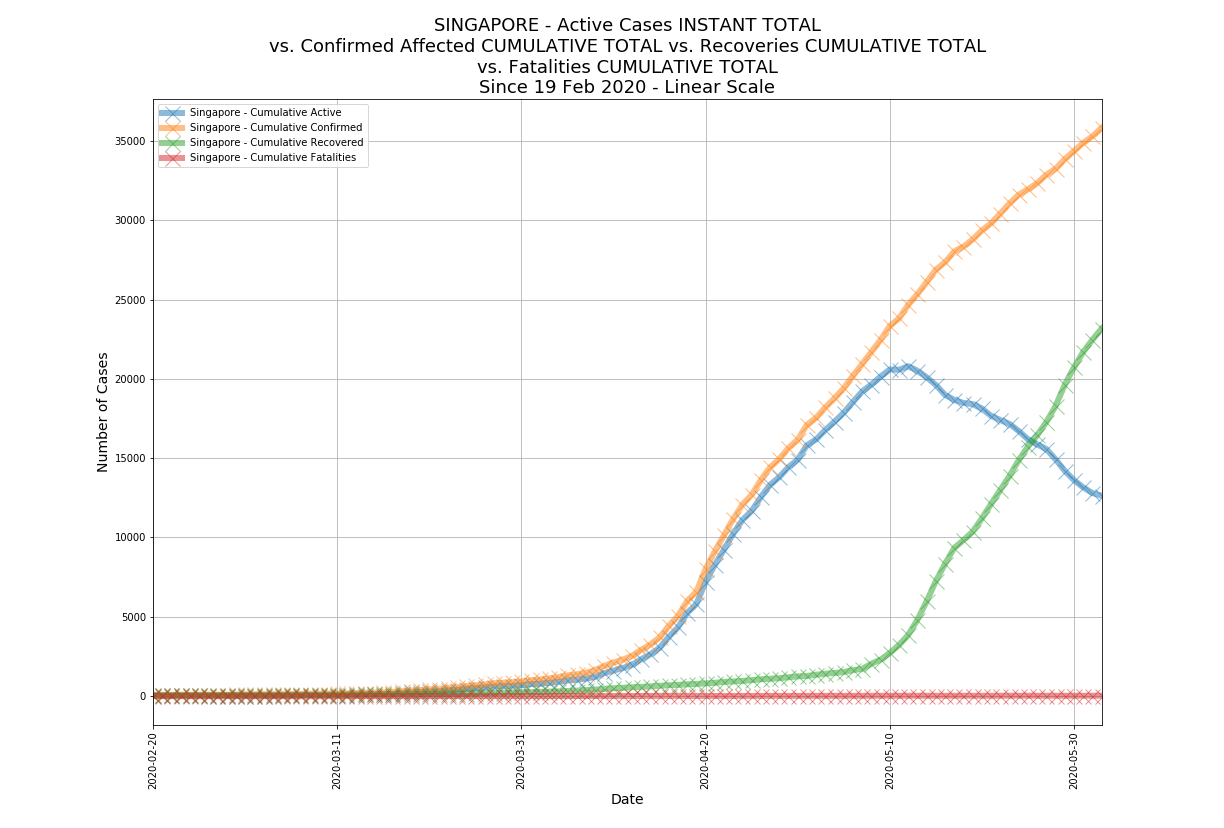 SINGAPORE - Active Cases INSTANT TOTAL
vs. Confirmed Affected CUMULATIVE TOTAL vs. Recoveries CUMULATIVE TOTAL
vs. Fatalities CUMULATIVE TOTAL
Since 19 Feb 2020 - Linear Scale
Singapore - Cumulative Active
Singapore - Cumulative Confirmed
Singapore - Cumulative Recovered
Singapore - Cumulative Fatalities
35000
30000
25000
20000
15000
10000
5000
0
Number of Cases
2020-02-20
2020-03-11
2020-03-31
2020-04-20
2020-05-10
2020-05-30
Date